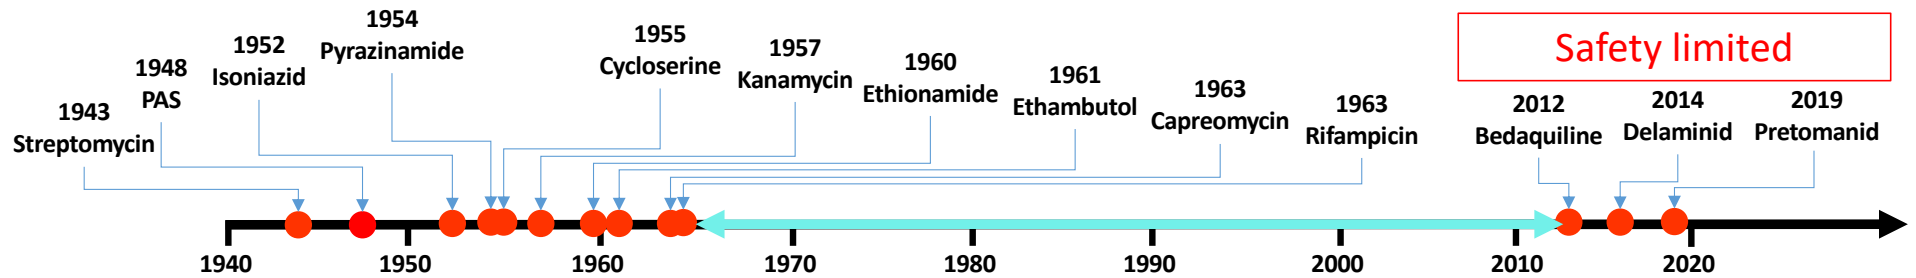 1943
Streptomycin
1948
PAS
1952
Isoniazid
1954
Pyrazinamide
1955
Cycloserine
1957
Kanamycin
1960
Ethionamide
1961
Ethambutol
1963
Capreomycin
1963
Rifampicin
Safety limited
2012
Bedaquiline
2014
Delaminid
2019
Pretomanid
1940
1950
1960
1970
1980
1990
2000
2010
2020